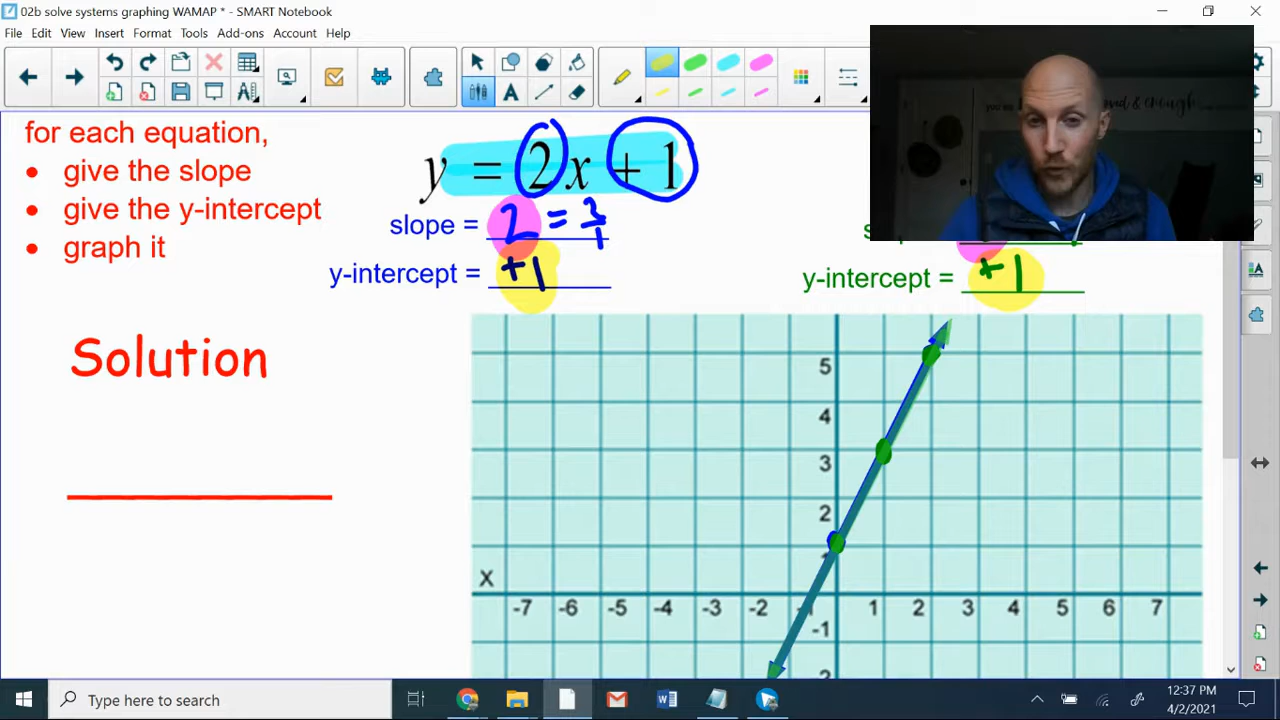 02b solve systems graphing WAMAP * - SMART Notebook
File Edit View Insert Format Tools Add-ons Account Help
for each equation,
• give the slope
• give the y-intercept
• graph it
y = 2x + 1
slope = 2 = 2/1
y-intercept = +1
y-intercept = +1
Solution
5
4
3
2
1
X
-7 -6 -5 -4 -3 -2 -1 1 2 3 4 5 6 7
-1
-2
Type here to search
12:37 PM
4/2/2021